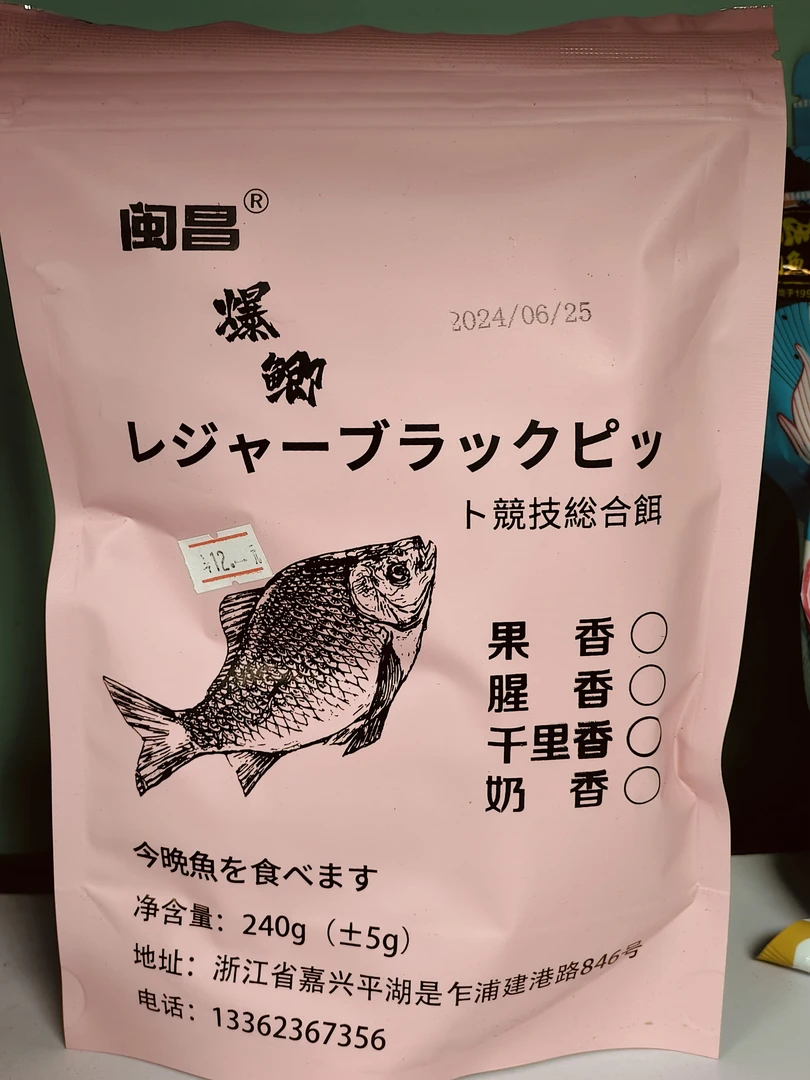 闽昌®
爆
鲫
2024/06/25
レジャーブラックピッ
ト競技総合餌
¥12.一元
果 香○
腥 香○
千里香○
奶 香○
今晩魚を食べます
净含量：240g（±5g）
地址：浙江省嘉兴平湖是乍浦建港路846号
电话：13362367356